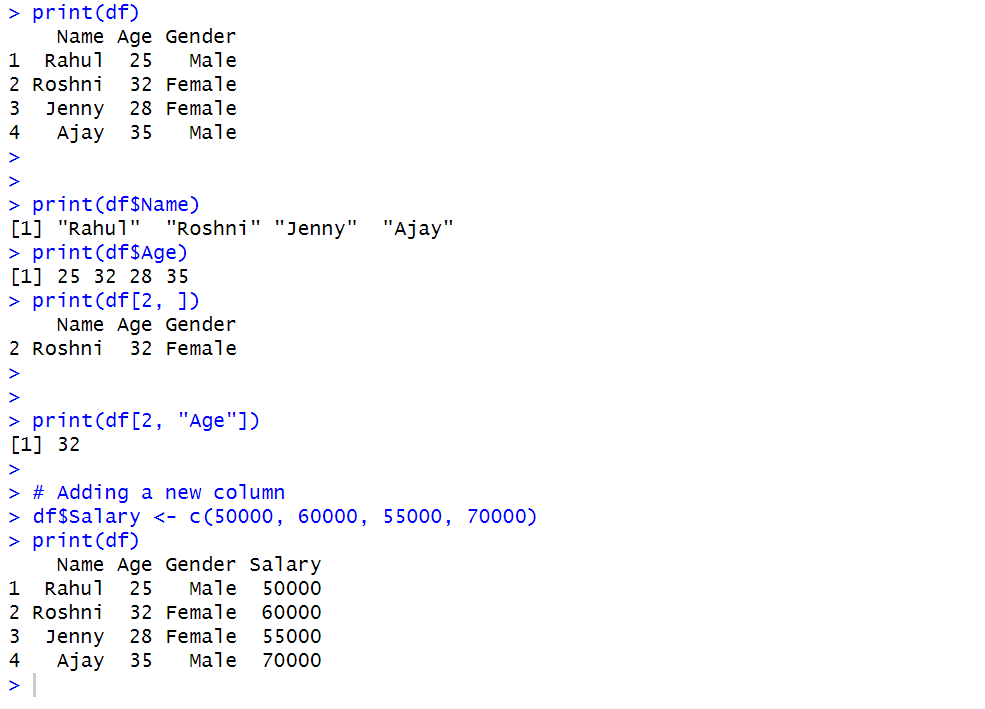 > print(df)
    Name Age Gender
1  Rahul  25   Male
2 Roshni  32 Female
3  Jenny  28 Female
4   Ajay  35   Male
>
>
> print(df$Name)
[1] "Rahul"  "Roshni" "Jenny"  "Ajay"
> print(df$Age)
[1] 25 32 28 35
> print(df[2, ])
    Name Age Gender
2 Roshni  32 Female
>
>
> print(df[2, "Age"])
[1] 32
>
> # Adding a new column
> df$Salary <- c(50000, 60000, 55000, 70000)
> print(df)
    Name Age Gender Salary
1  Rahul  25   Male  50000
2 Roshni  32 Female  60000
3  Jenny  28 Female  55000
4   Ajay  35   Male  70000
>